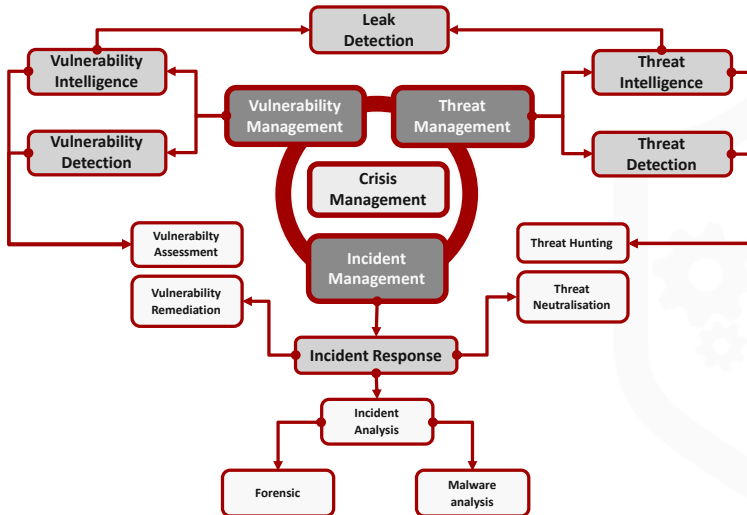 Leak
Detection
Vulnerability
Intelligence
Threat
Intelligence
Vulnerability
Management
Threat
Management
Vulnerability
Detection
Threat
Detection
Crisis
Management
Vulnerabilty
Assessment
Threat Hunting
Incident
Management
Vulnerability
Remediation
Threat
Neutralisation
Incident Response
Incident
Analysis
Forensic
Malware
analysis